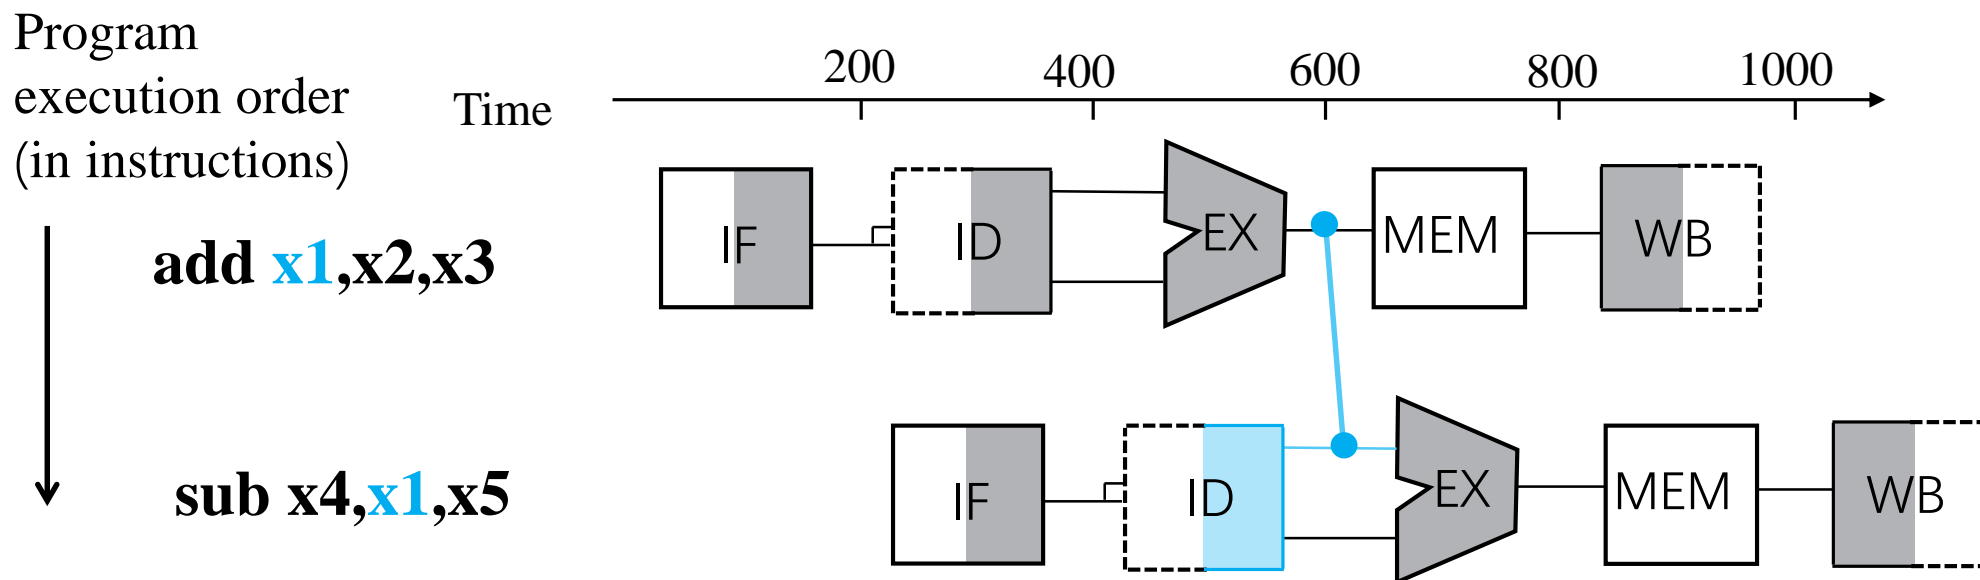 Program
execution order
(in instructions)
Time
200 400 600 800 1000
add x1,x2,x3
IF ID EX MEM WB
sub x4,x1,x5
IF ID EX MEM WB